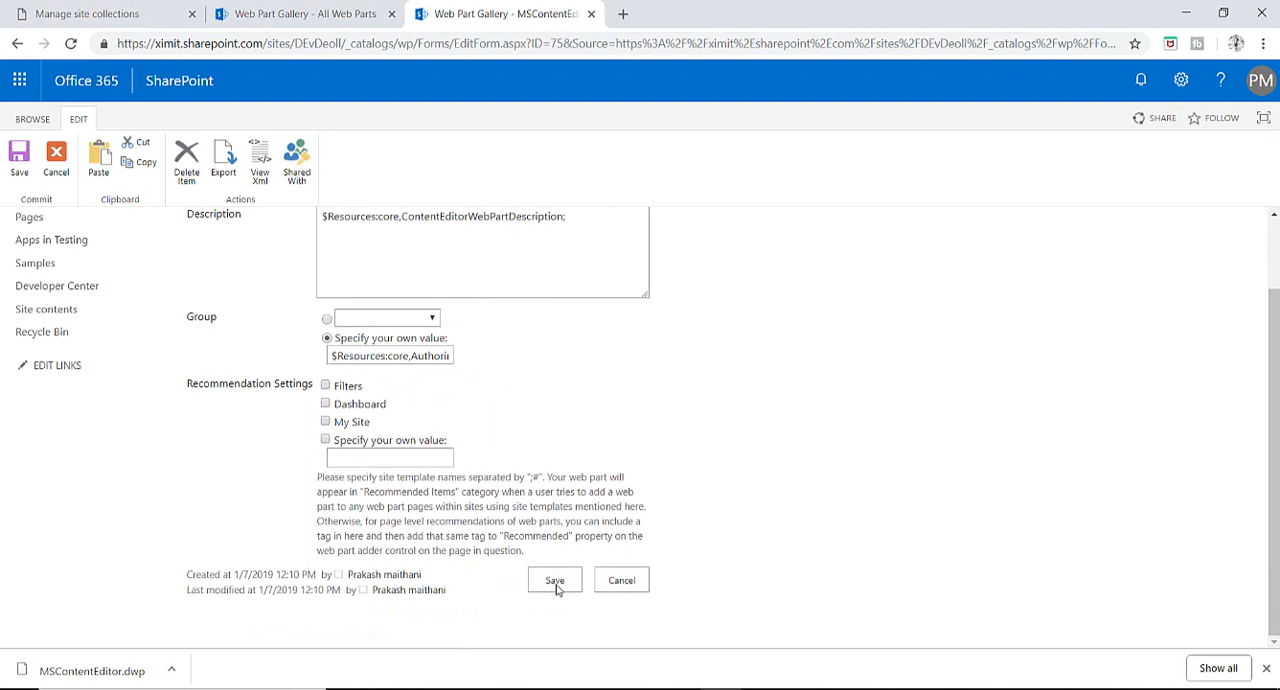 Manage site collections
Web Part Gallery - All Web Parts
Web Part Gallery - MSContentEd
https://ximit.sharepoint.com/sites/DEvDeoll/_catalogs/wp/Forms/EditForm.aspx?ID=75&Source=https%3A%2F%2Fximit%2Esharepoint%2Ecom%2Fsites%2FDEvDeoll%2F_catalogs%2Fwp%2FFo...
Office 365
SharePoint
PM
BROWSE
EDIT
SHARE
FOLLOW
Save
Cancel
Paste
Cut
Copy
Delete Item
Export
View Xml
Shared With
Commit
Clipboard
Actions
Pages
Apps in Testing
Samples
Developer Center
Site contents
Recycle Bin
EDIT LINKS
Description
$Resources:core,ContentEditorWebPartDescription;
Group
Specify your own value:
$Resources:core,Authorin
Recommendation Settings
Filters
Dashboard
My Site
Specify your own value:
Please specify site template names separated by ";#". Your web part will
appear in "Recommended Items" category when a user tries to add a web
part to any web part pages within sites using site templates mentioned here.
Otherwise, for page level recommendations of web parts, you can include a
tag in here and then add that same tag to "Recommended" property on the
web part adder control on the page in question.
Created at 1/7/2019 12:10 PM by Prakash maithani
Last modified at 1/7/2019 12:10 PM by Prakash maithani
Save
Cancel
MSContentEditor.dwp
Show all